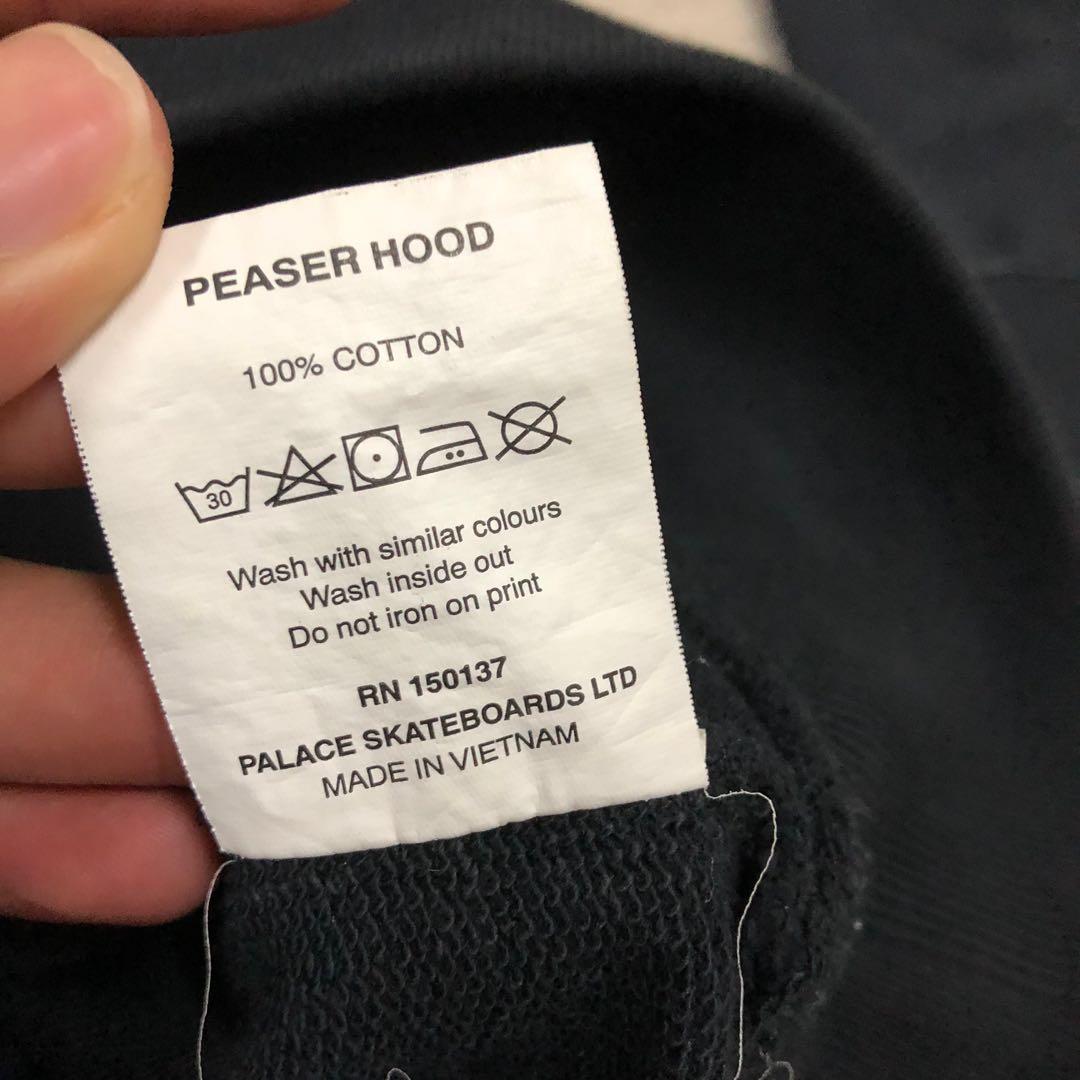 PEASER HOOD
100% COTTON
30
Wash with similar colours
Wash inside out
Do not iron on print
RN 150137
PALACE SKATEBOARDS LTD
MADE IN VIETNAM